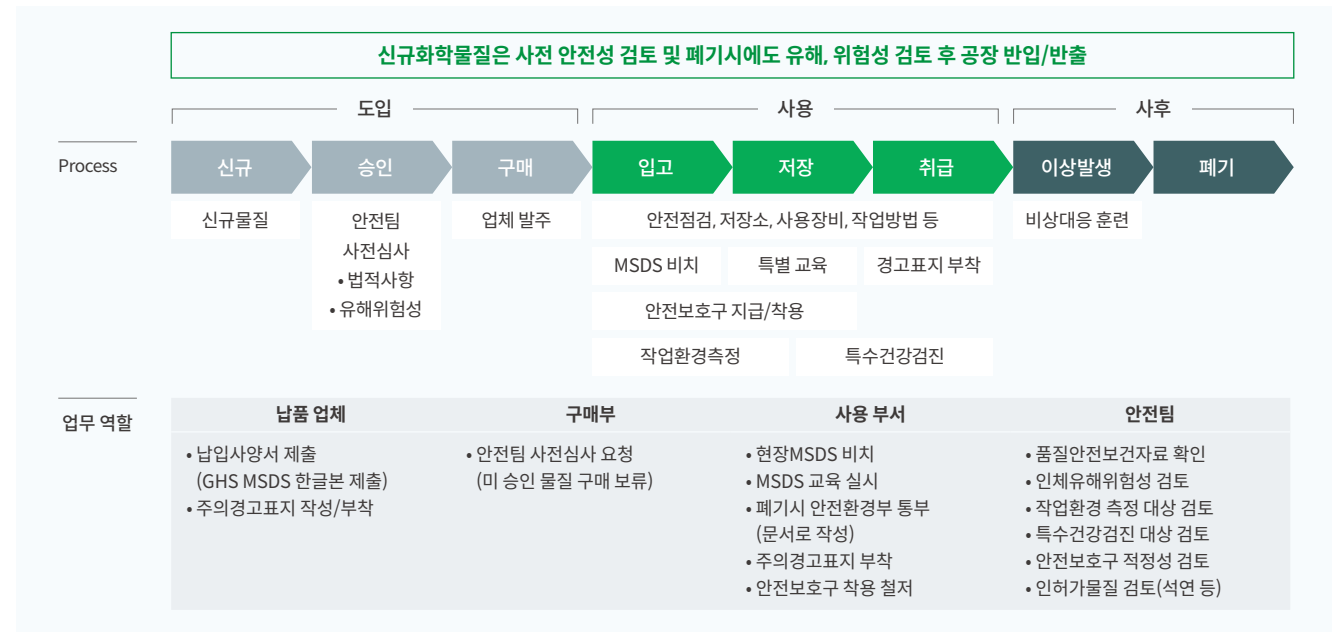 신규화학물질은 사전 안전성 검토 및 폐기시에도 유해, 위험성 검토 후 공장 반입/반출
도입
사용
사후
Process
신규
승인
구매
입고
저장
취급
이상발생
폐기
신규물질
안전팀
사전심사
• 법적사항
• 유해위험성
업체 발주
안전점검, 저장소, 사용장비, 작업방법 등
비상대응 훈련
MSDS 비치
특별 교육
경고표지 부착
안전보호구 지급/착용
작업환경측정
특수건강검진
업무 역할
납품 업체
• 납입사양서 제출
(GHS MSDS 한글본 제출)
• 주의경고표지 작성/부착
구매부
• 안전팀 사전심사 요청
(미 승인 물질 구매 보류)
사용 부서
• 현장MSDS 비치
• MSDS 교육 실시
• 폐기시 안전환경부 통부
(문서로 작성)
• 주의경고표지 부착
• 안전보호구 착용 철저
안전팀
• 품질안전보건자료 확인
• 인체유해위험성 검토
• 작업환경 측정 대상 검토
• 특수건강검진 대상 검토
• 안전보호구 적정성 검토
• 인허가물질 검토(석연 등)